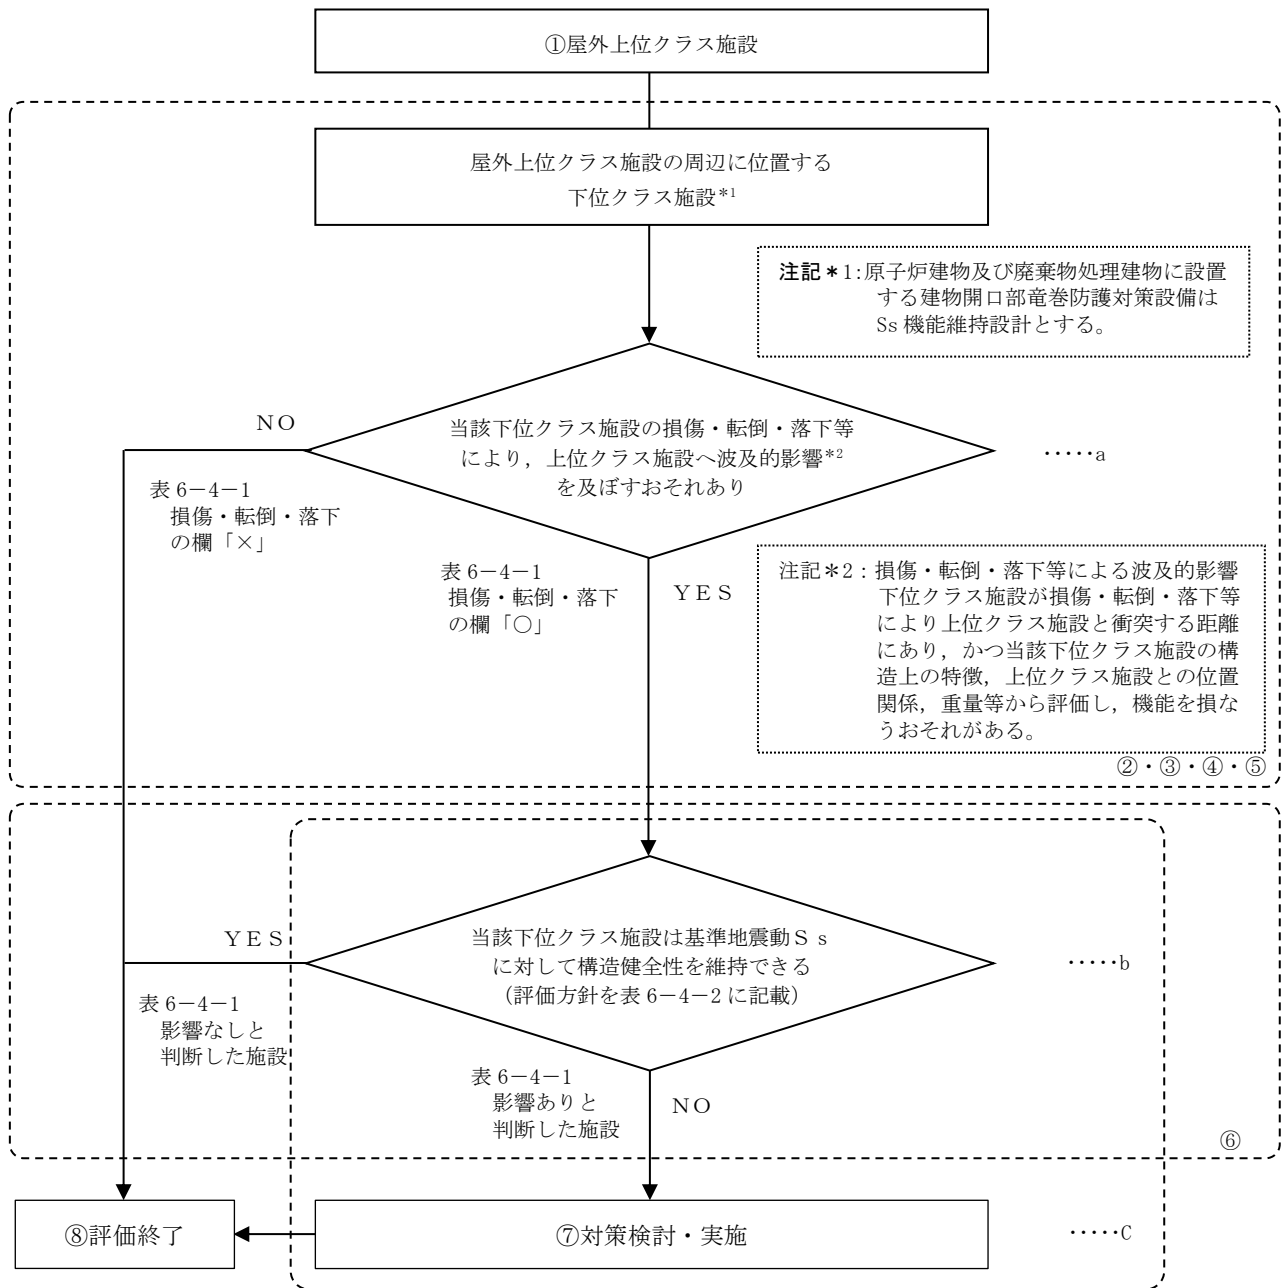 ①屋外上位クラス施設
屋外上位クラス施設の周辺に位置する
下位クラス施設*1
注記＊1:原子炉建物及び廃棄物処理建物に設置
する建物開口部竜巻防護対策設備は
Ss機能維持設計とする。
ＮＯ
当該下位クラス施設の損傷・転倒・落下等
により，上位クラス施設へ波及的影響*2
を及ぼすおそれあり
‥‥‥a
表6－4－1
損傷・転倒・落下
の欄「×」
表6－4－1
損傷・転倒・落下
の欄「○」
ＹＥＳ
注記＊2：損傷・転倒・落下等による波及的影響
下位クラス施設が損傷・転倒・落下等
により上位クラス施設と衝突する距離
にあり，かつ当該下位クラス施設の構
造上の特徴，上位クラス施設との位置
関係，重量等から評価し，機能を損な
うおそれがある。
②・③・④・⑤
ＹＥＳ
当該下位クラス施設は基準地震動Ｓｓ
に対して構造健全性を維持できる
（評価方針を表6－4－2に記載）
‥‥‥b
表6－4－1
影響なしと
判断した施設
表6－4－1
影響ありと
判断した施設
ＮＯ
⑥
⑧評価終了
⑦対策検討・実施
‥‥‥C